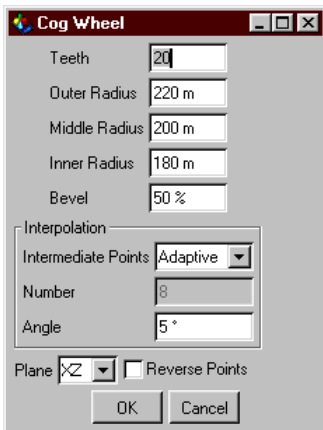 Cog Wheel
Teeth 20
Outer Radius 220 m
Middle Radius 200 m
Inner Radius 180 m
Bevel 50 %
Interpolation
Intermediate Points Adaptive
Number 8
Angle 5 °
Plane XZ Reverse Points
OK Cancel